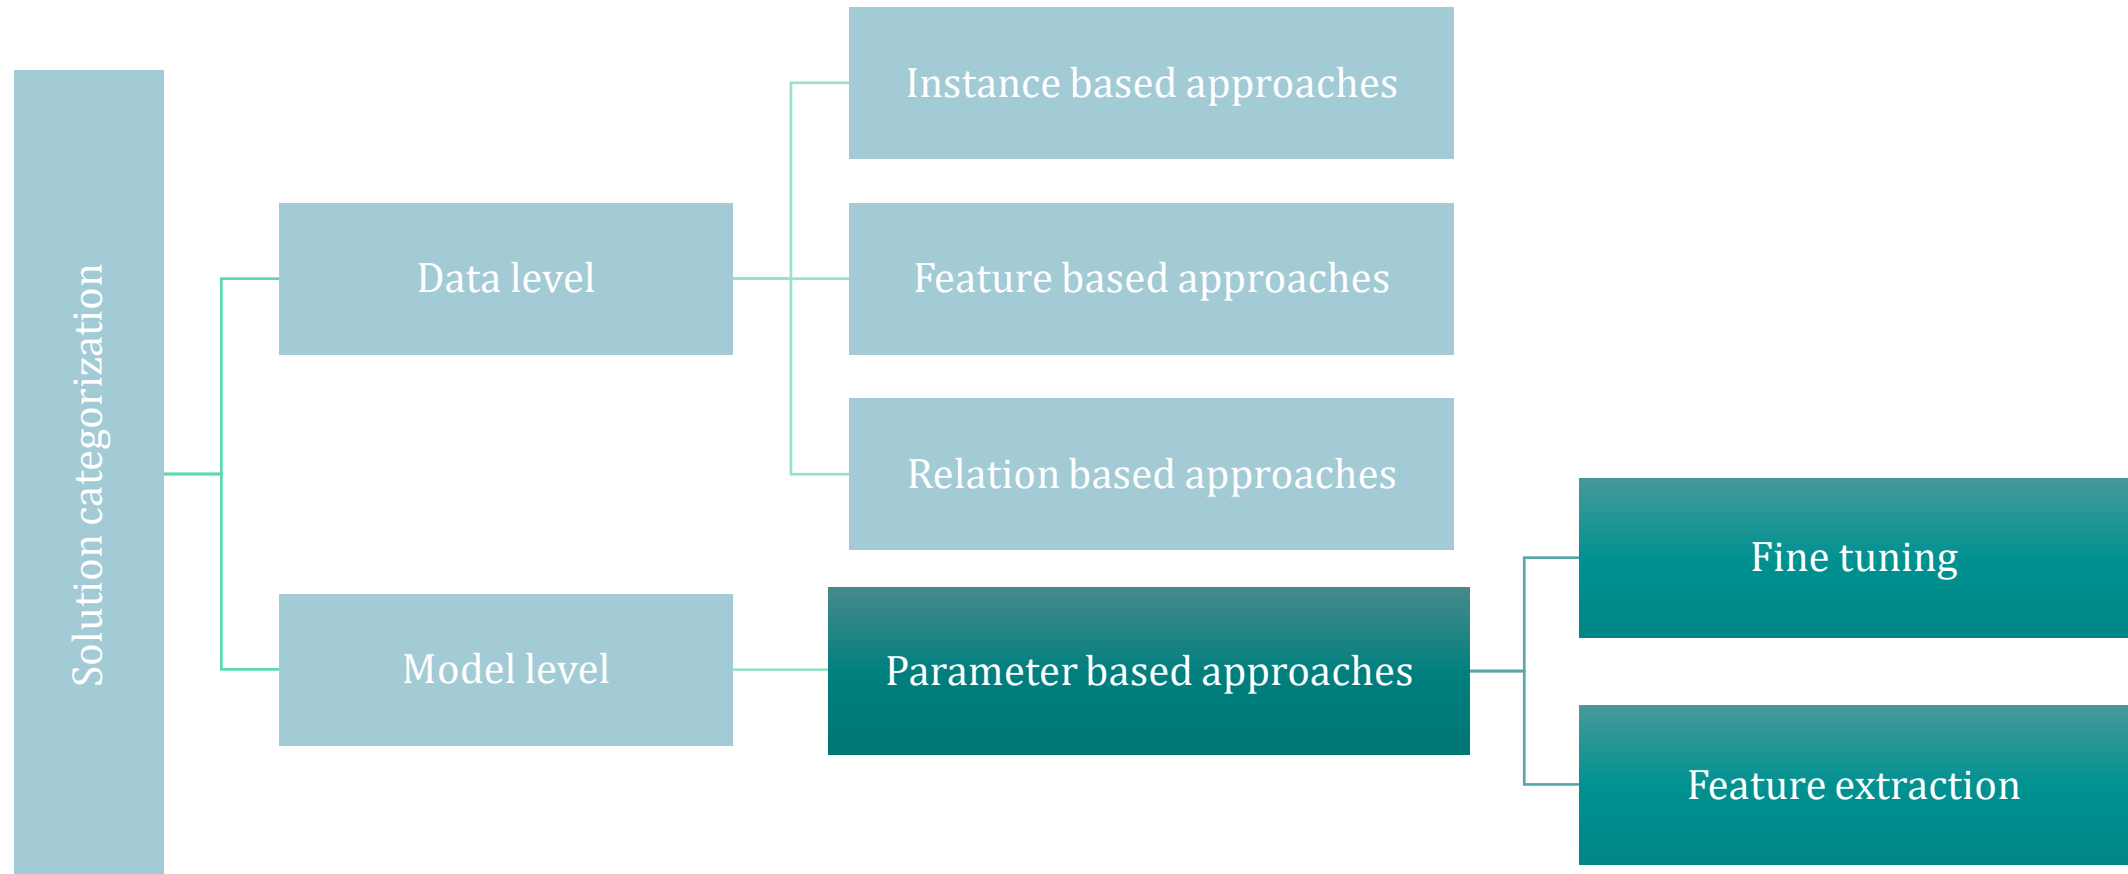 Solution categorization
Data level
Instance based approaches
Feature based approaches
Relation based approaches
Model level
Parameter based approaches
Fine tuning
Feature extraction